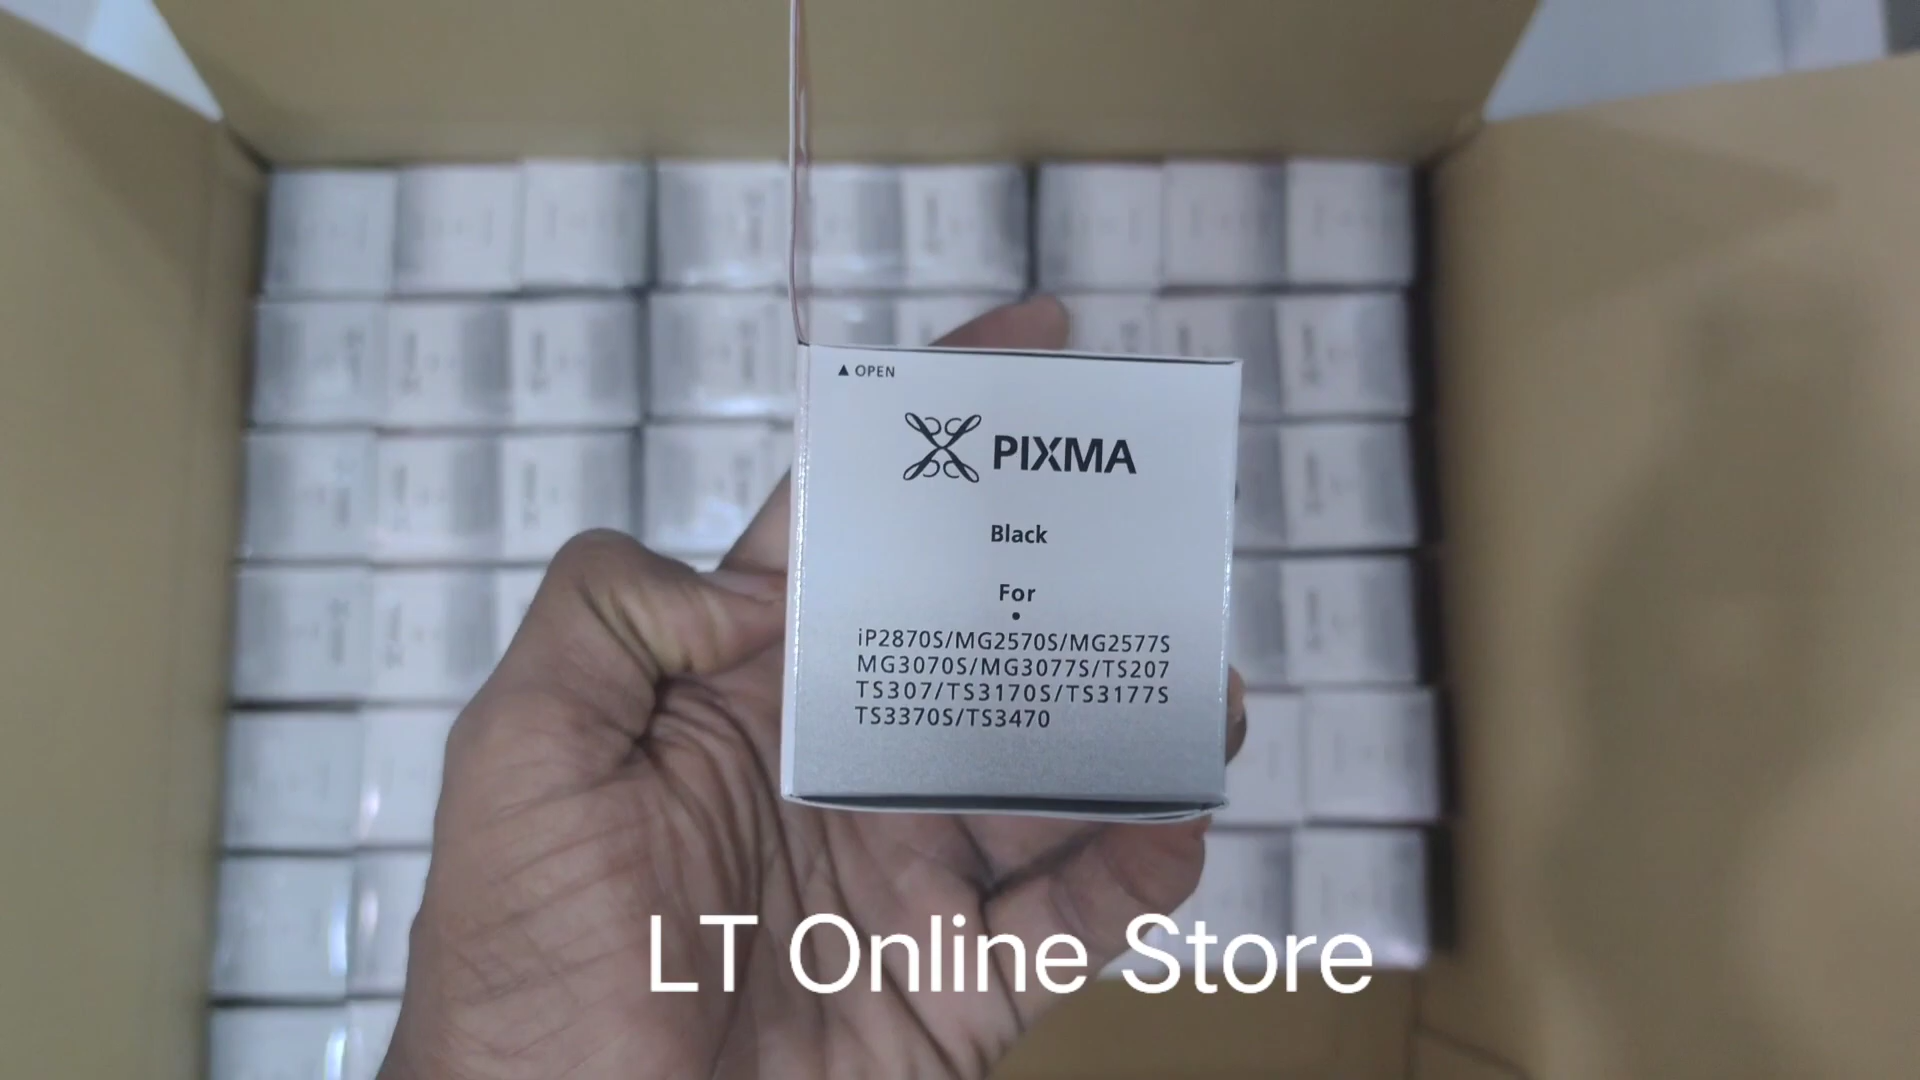 ▲ OPEN
PIXMA
Black
For
•
iP2870S/MG2570S/MG2577S
MG3070S/MG3077S/TS207
TS307/TS3170S/TS3177S
TS3370S/TS3470
LT Online Store